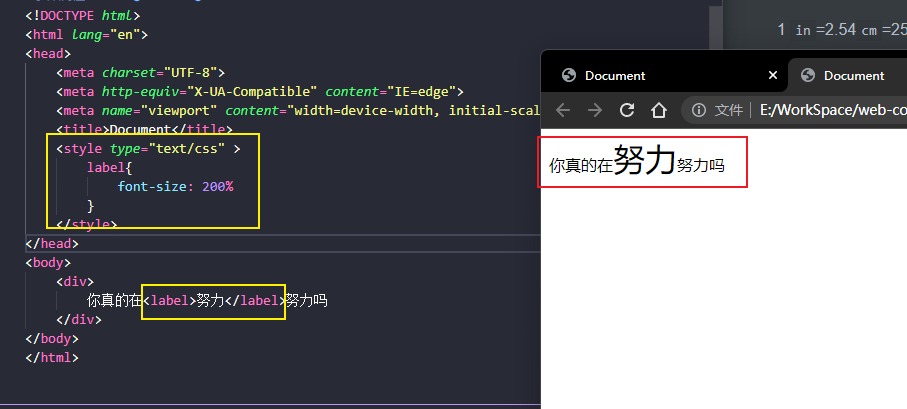 <!DOCTYPE html>
<html lang="en">
<head>
<meta charset="UTF-8">
<meta http-equiv="X-UA-Compatible" content="IE=edge">
<meta name="viewport" content="width=device-width, initial-scal
<title>Document</title>
<style type="text/css" >
label{
font-size: 200%
}
</style>
</head>
<body>
<div>
你真的在<label>努力</label>努力吗
</div>
</body>
</html>
1 in =2.54 cm =25
Document
Document
文件 E:/WorkSpace/web-co
你真的在努力努力吗